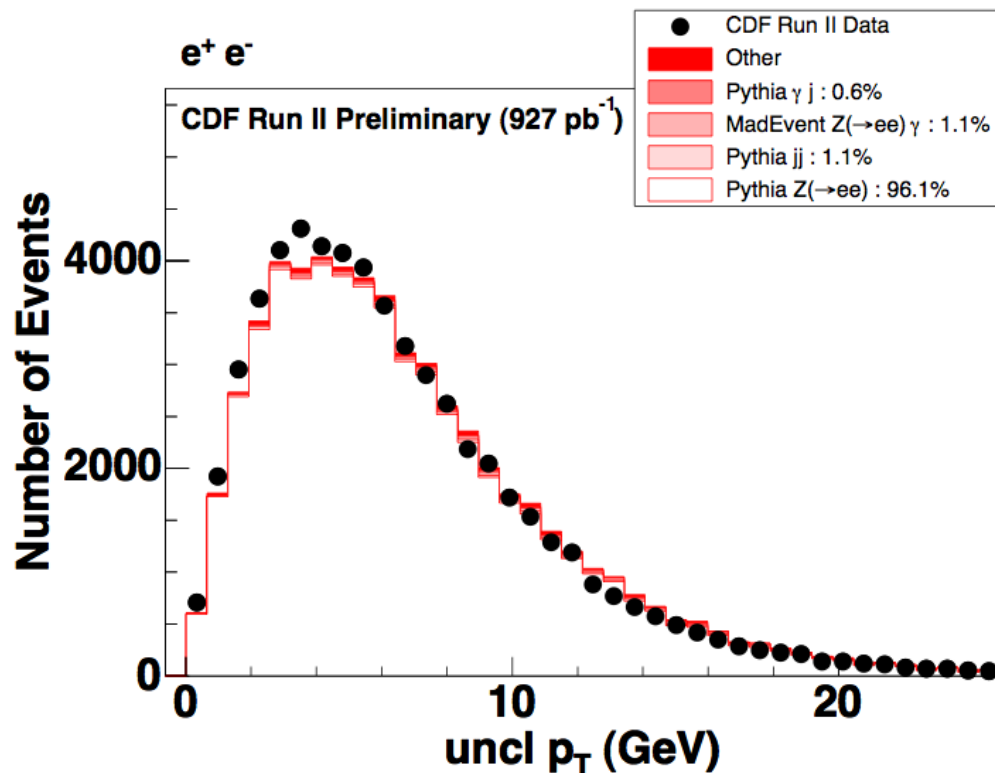 e⁺ e⁻
CDF Run II Data
Other
Pythia γ j : 0.6%
MadEvent Z(→ee) γ : 1.1%
Pythia jj : 1.1%
Pythia Z(→ee) : 96.1%
CDF Run II Preliminary (927 pb⁻¹)
Number of Events
4000
2000
0
0
10
20
uncl p_T (GeV)